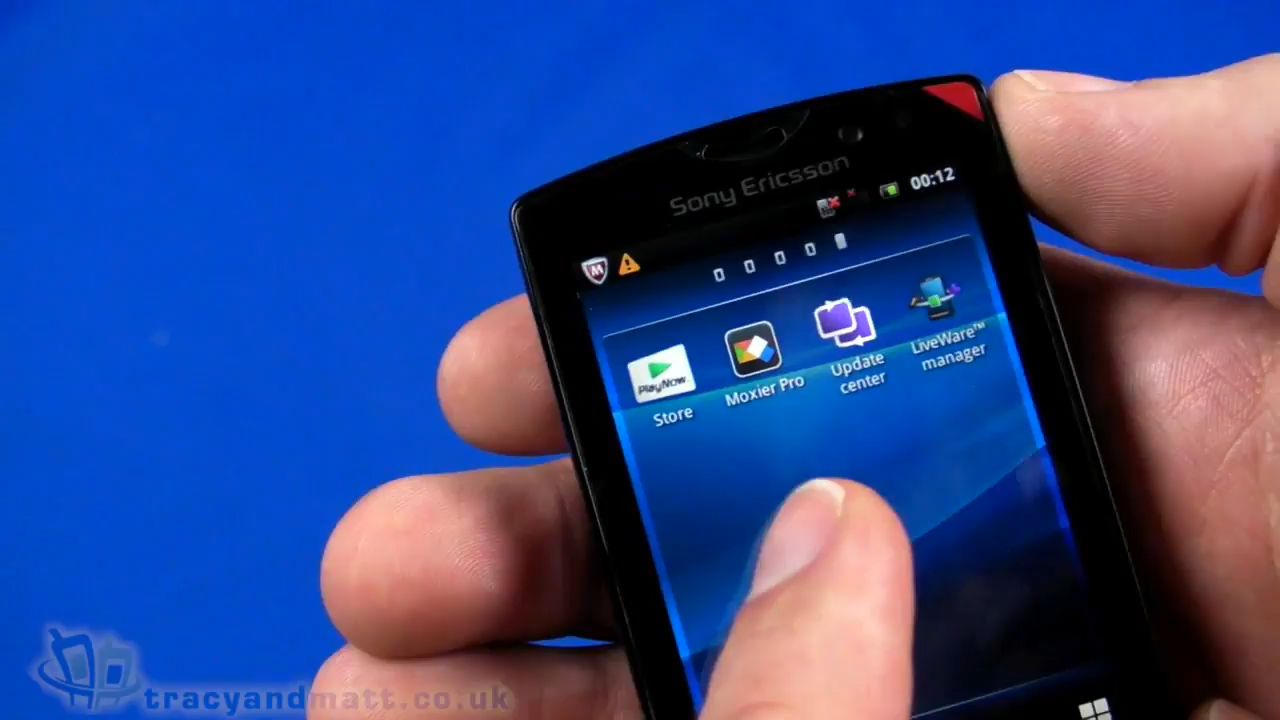 Sony Ericsson
00:12
PlayNow
Store
Moxier Pro
Update
center
LiveWare™
manager
tracyandmatt.co.uk